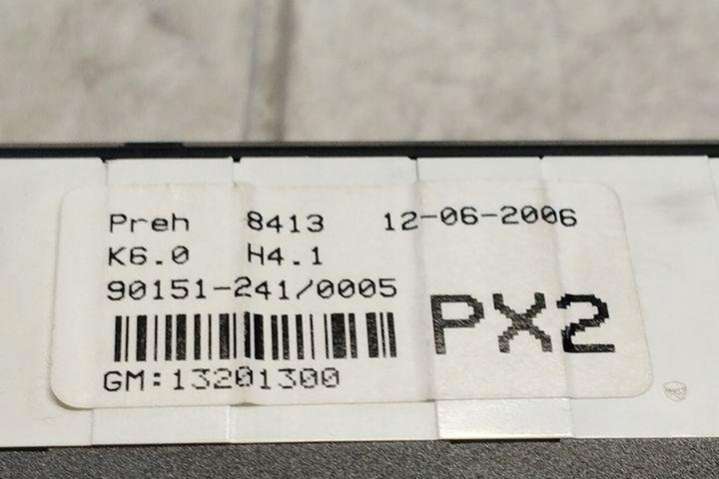 Preh 8413 12-06-2006
K6.0 H4.1
90151-241/0005
PX2
GM:13201300